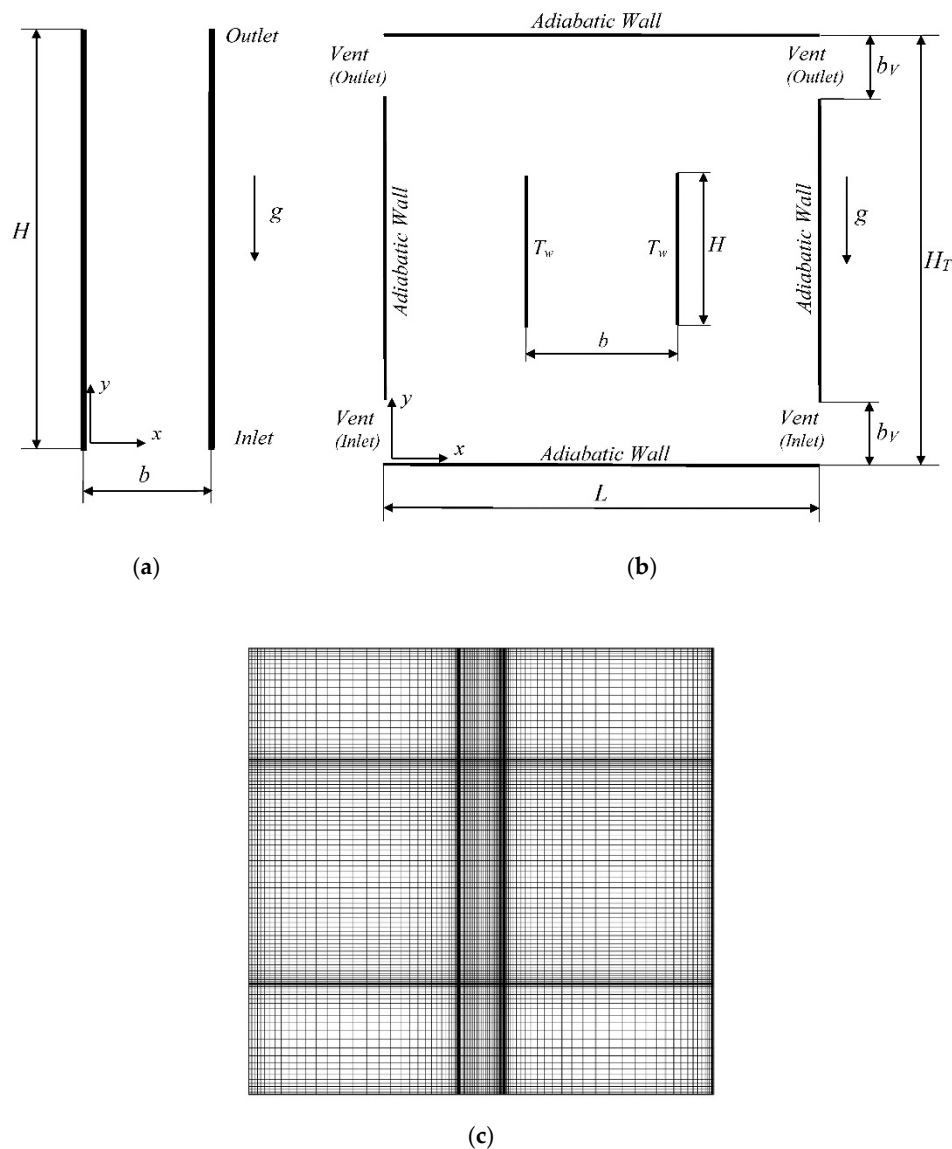 Outlet
H
g
y
x
Inlet
b
(a)
Adiabatic Wall
Vent
(Outlet)
Vent
(Outlet)
b_V
Adiabatic Wall
T_w
T_w
H
Adiabatic Wall
g
H_T
b
Vent
(Inlet)
y
x
Adiabatic Wall
Vent
(Inlet)
b_V
L
(b)
(c)